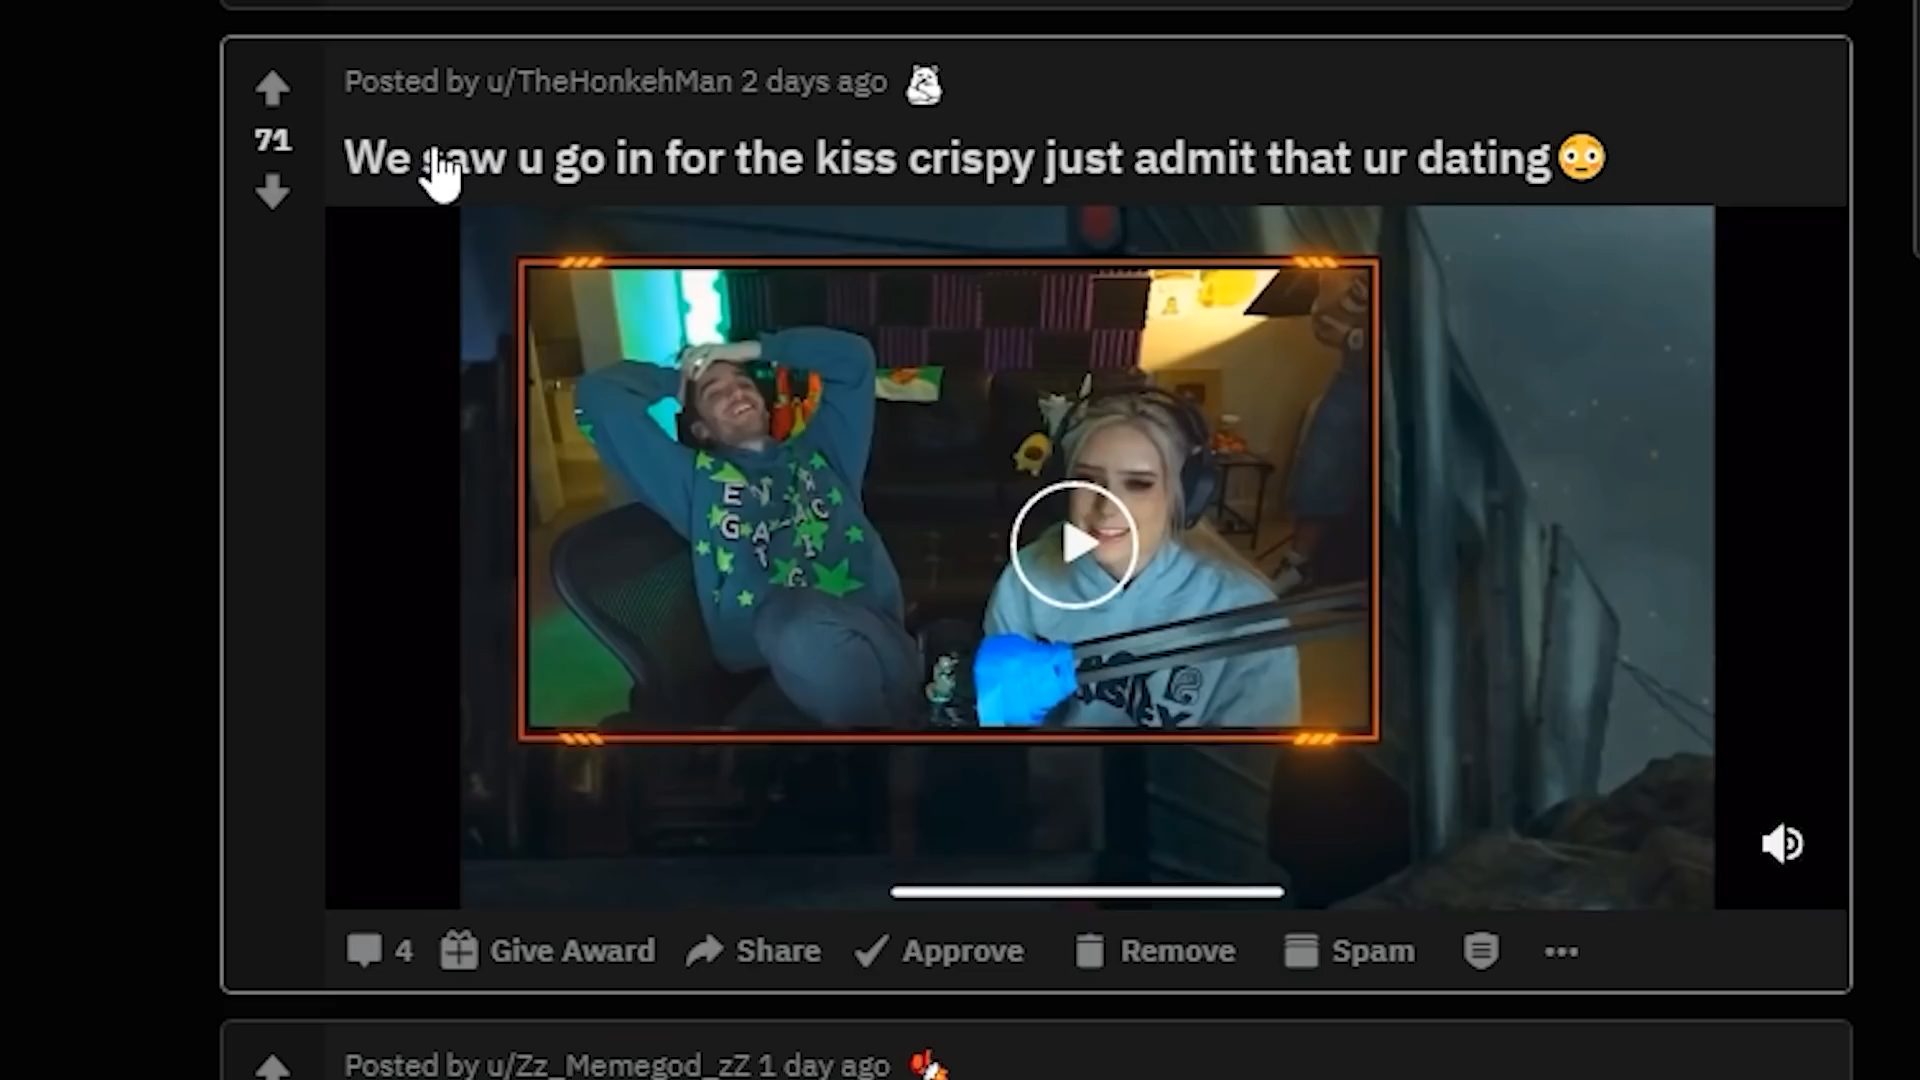 Posted by u/TheHonkehMan 2 days ago
71
We saw u go in for the kiss crispy just admit that ur dating😳
4 Give Award Share Approve Remove Spam
Posted by u/Zz_Memegod_zZ 1 day ago